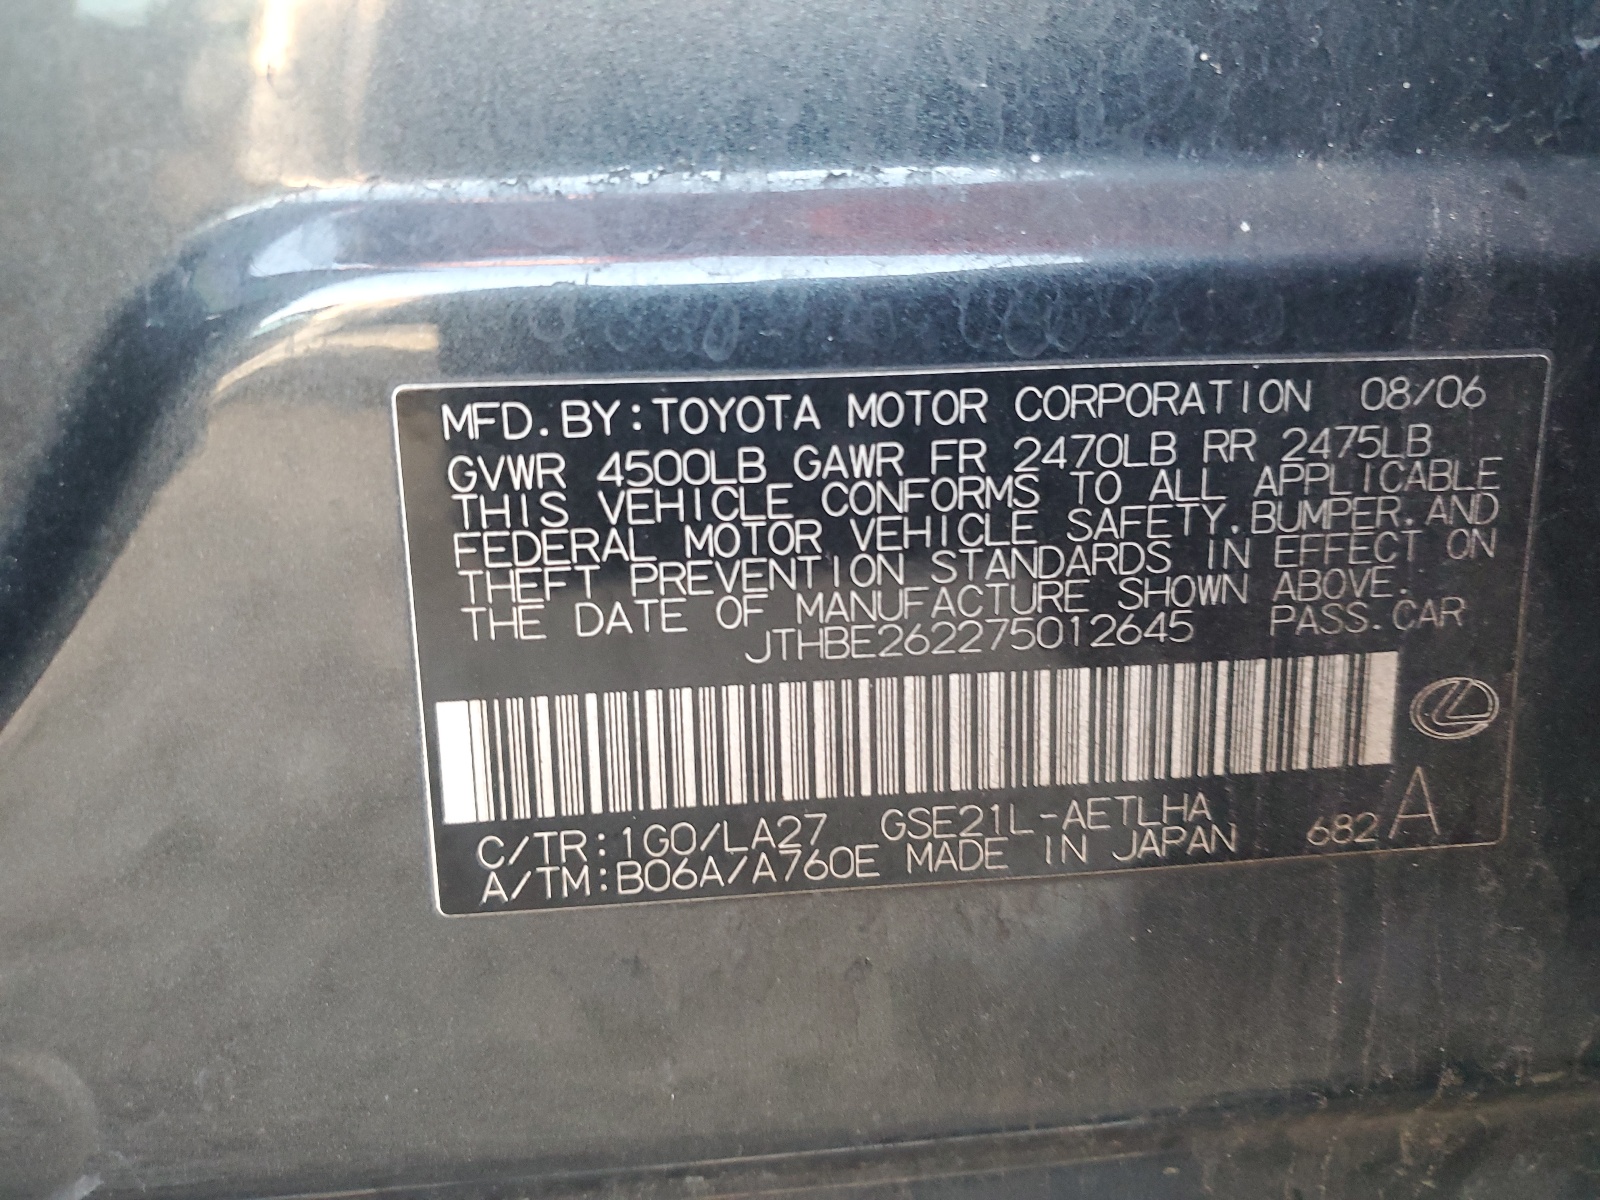 MFD. BY: TOYOTA MOTOR CORPORATION 08/06
GVWR 4500LB GAWR FR 2470LB RR 2475LB
THIS VEHICLE CONFORMS TO ALL APPLICABLE
FEDERAL MOTOR VEHICLE SAFETY, BUMPER, AND
THEFT PREVENTION STANDARDS IN EFFECT ON
THE DATE OF MANUFACTURE SHOWN ABOVE.
JTHBE262275012645 PASS. CAR
C/TR: 1G0/LA27 GSE21L-AETLHA
A/TM: B06A/A760E MADE IN JAPAN 682 A